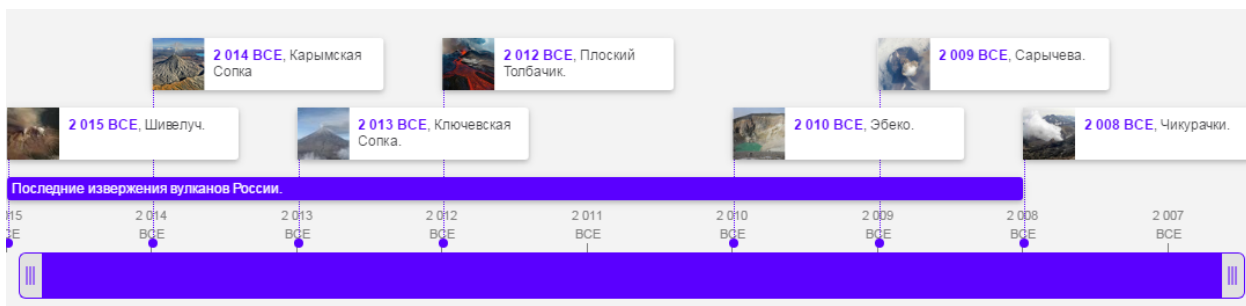 2 014 BCE, Карымская
Сопка
2 012 BCE, Плоский
Толбачик.
2 009 BCE, Сарычева.
2 015 BCE, Шивелуч.
2 013 BCE, Ключевская
Сопка.
2 010 BCE, Эбеко.
2 008 BCE, Чикурачки.
Последние извержения вулканов России.
15 2 014 2 013 2 012 2 011 2 010 2 009 2 008 2 007
E BCE BCE BCE BCE BCE BCE BCE BCE